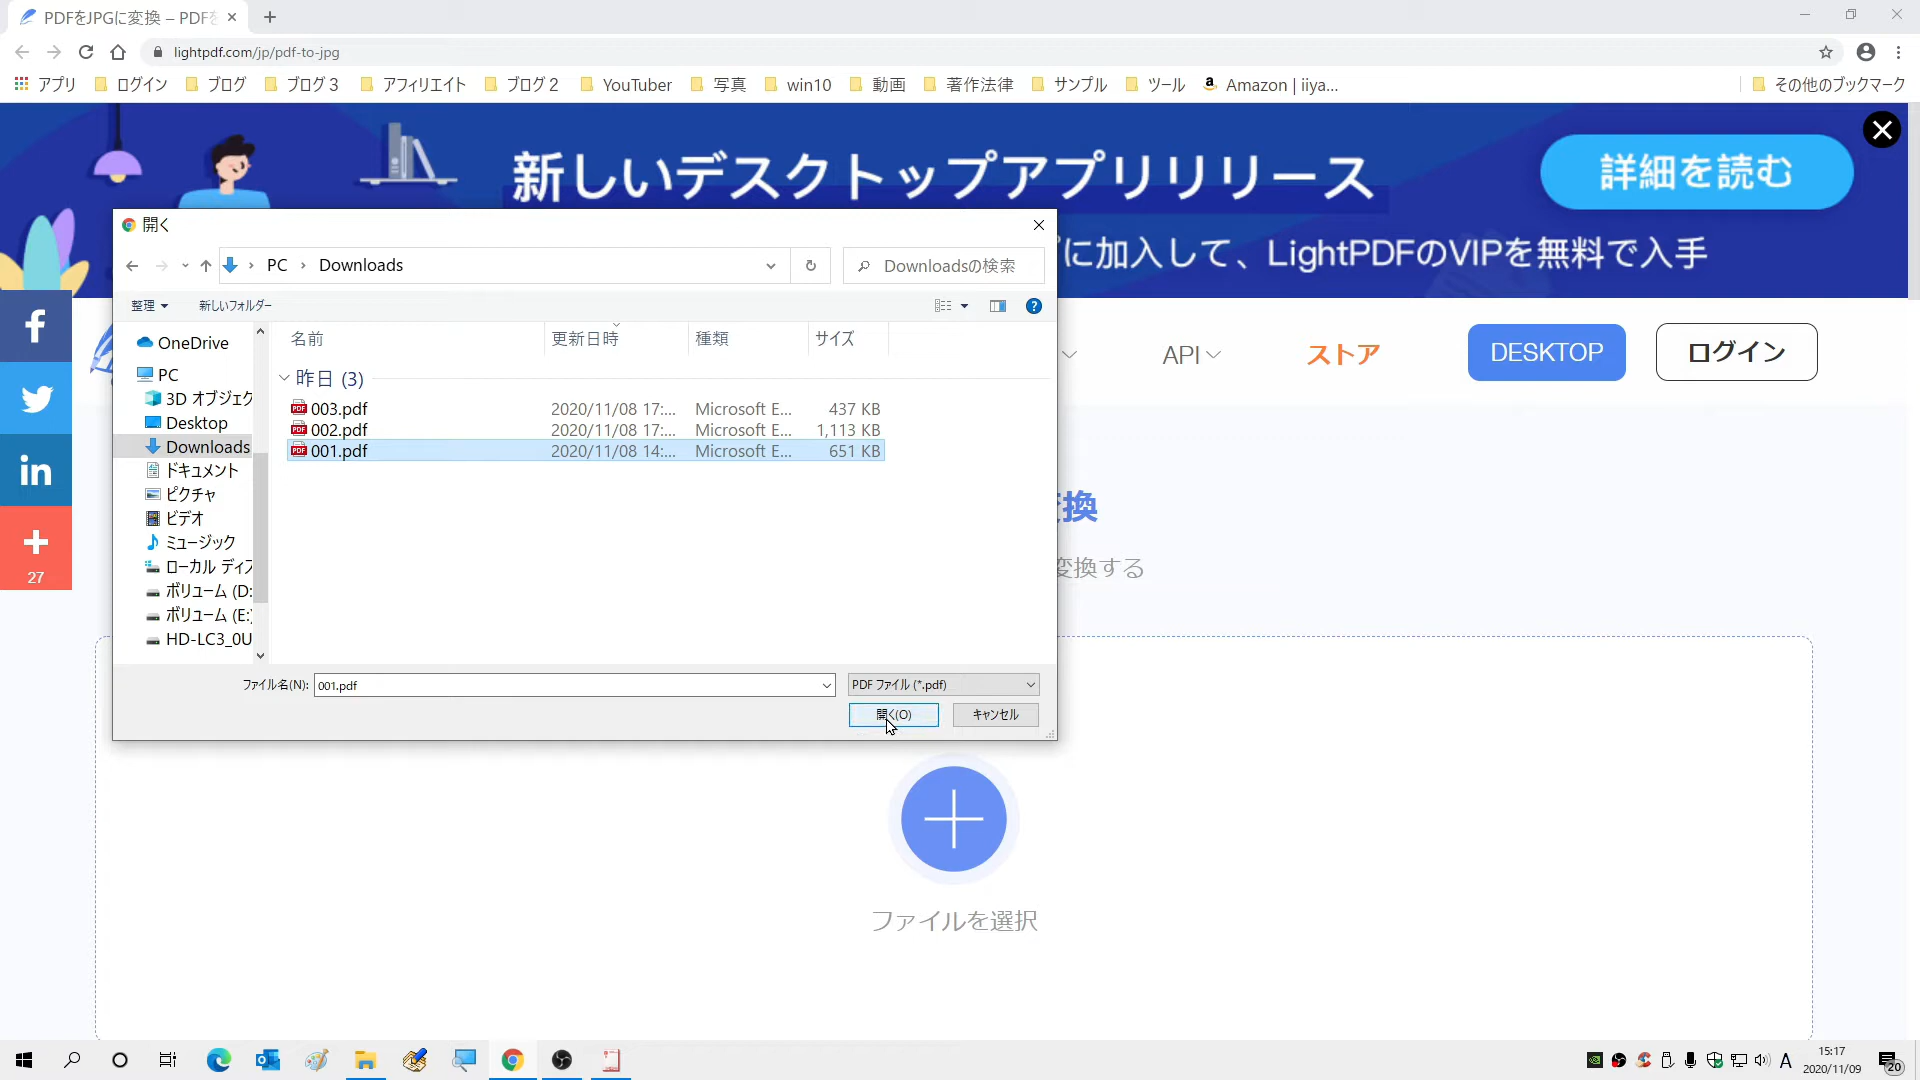 PDFをJPGに変換 – PDFを
lightpdf.com/jp/pdf-to-jpg
アプリ ログイン ブログ ブログ3 アフィリエイト ブログ2 YouTuber 写真 win10 動画 著作法律 サンプル ツール Amazon | iiya... その他のブックマーク
新しいデスクトップアプリリリース
詳細を読む
に加入して、LightPDFのVIPを無料で入手
API
ストア
DESKTOP
ログイン
変換
変換する
ファイルを選択
27
開く
PC › Downloads
Downloadsの検索
整理 新しいフォルダー
OneDrive
PC
3D オブジェク
Desktop
Downloads
ドキュメント
ピクチャ
ビデオ
ミュージック
ローカル ディス
ボリューム (D:
ボリューム (E:)
HD-LC3_0U
名前 更新日時 種類 サイズ
昨日 (3)
003.pdf 2020/11/08 17:... Microsoft E... 437 KB
002.pdf 2020/11/08 17:... Microsoft E... 1,113 KB
001.pdf 2020/11/08 14:... Microsoft E... 651 KB
ファイル名(N): 001.pdf PDF ファイル (*.pdf)
開く(O) キャンセル
A
15:17
2020/11/09
20